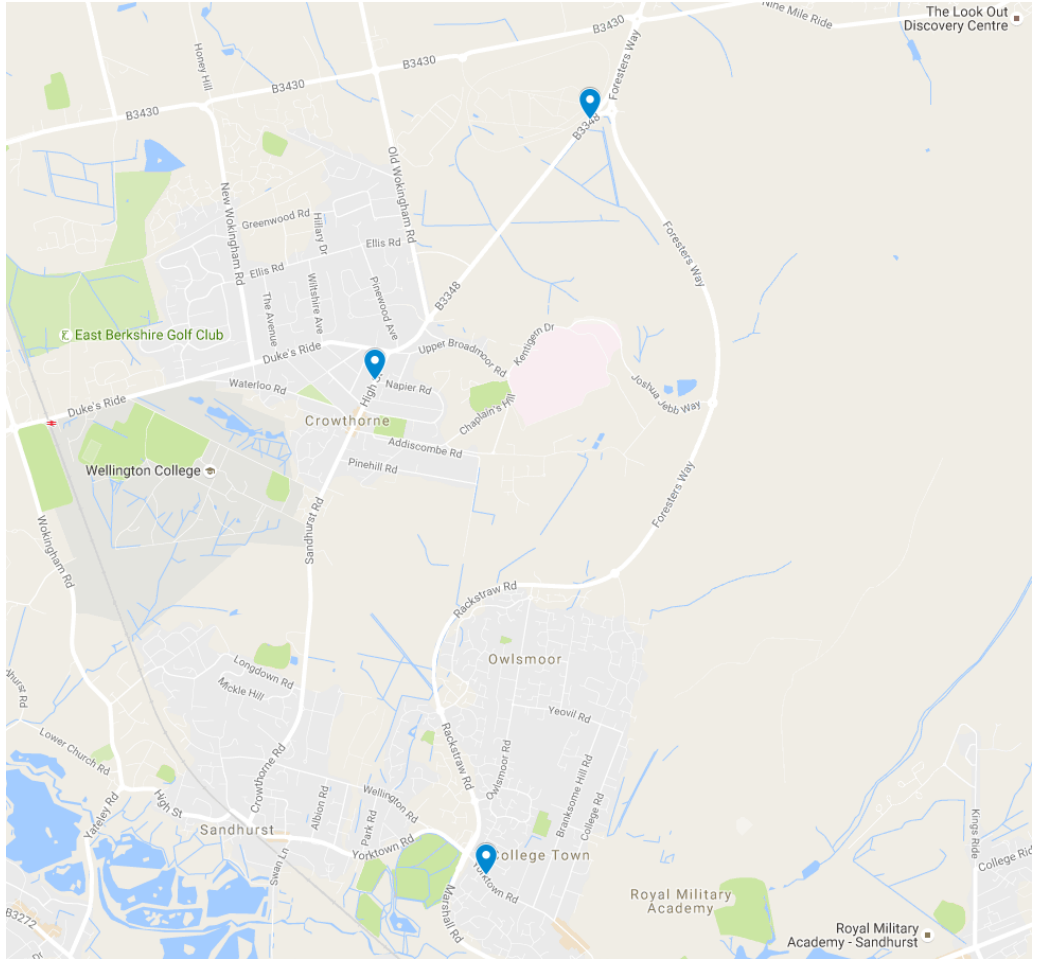 The Look Out
Discovery Centre
Nine Mile Ride
B3430
Foresters Way
Honey Hill
B3430
B3430
B3430
B3348
Old Wokingham Rd
New Wokingham Rd
Greenwood Rd
Hillary Dr
Ellis Rd
Foresters Way
Ellis Rd
Wiltshire Ave
Pinewood Ave
The Avenue
B3348
East Berkshire Golf Club
Kentigern Dr
Upper Broadmoor Rd
Duke's Ride
Waterloo Rd
Napier Rd
Joshua Jebb Way
High
Duke's Ride
Chaplain's Hill
Crowthorne
Addiscombe Rd
Pinehill Rd
Wellington College
Foresters Way
Sandhurst Rd
Wokingham Rd
Rackstraw Rd
Owlsmoor
Longdown Rd
Mickle Hill
dhurst Rd
Yeovil Rd
Lower Church Rd
Rackstraw Rd
Owlsmoor Rd
Crowthorne Rd
Branksome Hill Rd
College Rd
Wellington Rd
Albion Rd
Park Rd
High St
Yateley Rd
Sandhurst
Yorktown Rd
Kings Ride
College Town
College Rid
Swan Ln
Yorktown Rd
Marshall Rd
Royal Military
Academy
B3272
Royal Military
Academy - Sandhurst